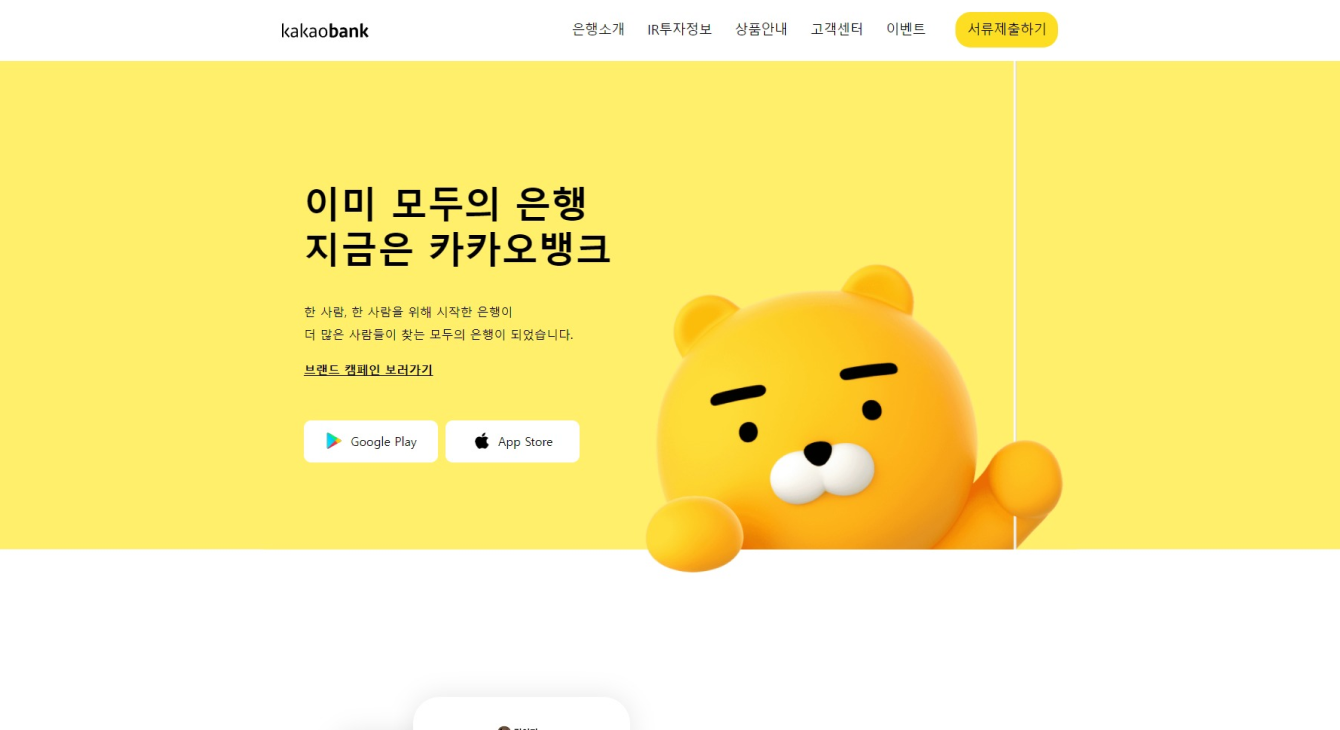 kakaobank
은행소개 IR투자정보 상품안내 고객센터 이벤트 서류제출하기
이미 모두의 은행
지금은 카카오뱅크
한 사람, 한 사람을 위해 시작한 은행이
더 많은 사람들이 찾는 모두의 은행이 되었습니다.
브랜드 캠페인 보러가기
Google Play App Store